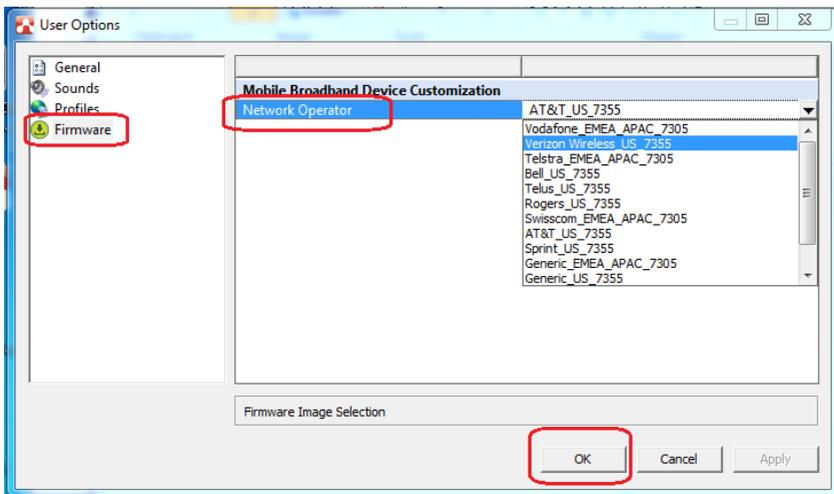 User Options
General
Sounds
Profiles
Firmware
Mobile Broadband Device Customization
Network Operator
AT&T_US_7355
Vodafone_EMEA_APAC_7305
Verizon Wireless_US_7355
Telstra_EMEA_APAC_7305
Bell_US_7355
Telus_US_7355
Rogers_US_7355
Swisscom_EMEA_APAC_7305
AT&T_US_7355
Sprint_US_7355
Generic_EMEA_APAC_7305
Generic_US_7355
Firmware Image Selection
OK Cancel Apply